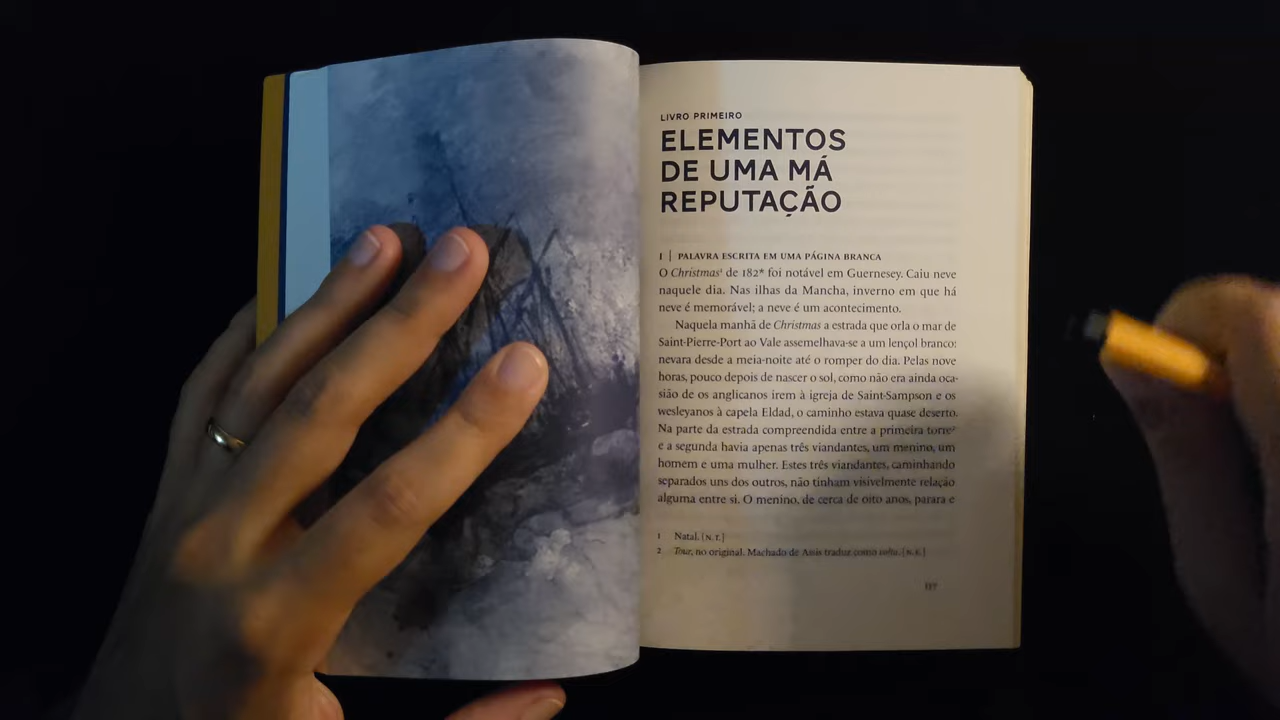 LIVRO PRIMEIRO
ELEMENTOS
DE UMA MÁ
REPUTAÇÃO
1 | PALAVRA ESCRITA EM UMA PÁGINA BRANCA
O Christmas¹ de 182* foi notável em Guernesey. Caiu neve
naquele dia. Nas ilhas da Mancha, inverno em que há
neve é memorável; a neve é um acontecimento.
Naquela manhã de Christmas a estrada que orla o mar de
Saint-Pierre-Port ao Vale assemelhava-se a um lençol branco:
nevara desde a meia-noite até o romper do dia. Pelas nove
horas, pouco depois de nascer o sol, como não era ainda oca-
sião de os anglicanos irem à igreja de Saint-Sampson e os
wesleyanos à capela Eldad, o caminho estava quase deserto.
Na parte da estrada compreendida entre a primeira torre²
e a segunda havia apenas três viandantes, um menino, um
homem e uma mulher. Estes três viandantes, caminhando
separados uns dos outros, não tinham visivelmente relação
alguma entre si. O menino, de cerca de oito anos, parara e
1 Natal. [N. T.]
2 Tour, no original. Machado de Assis traduz como volta. [N. E.]